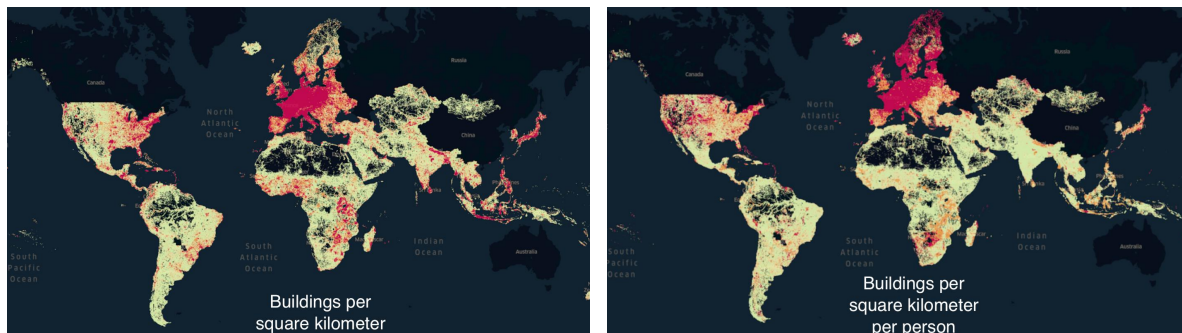 Canada
Russia
North
Atlantic
Ocean
China
South
Atlantic
Ocean
Indian
Ocean
Australia
South
Pacific
Ocean
Buildings per
square kilometer
Canada
Russia
North
Atlantic
Ocean
China
South
Atlantic
Ocean
Indian
Ocean
Australia
Pacific
Ocean
Buildings per
square kilometer
per person